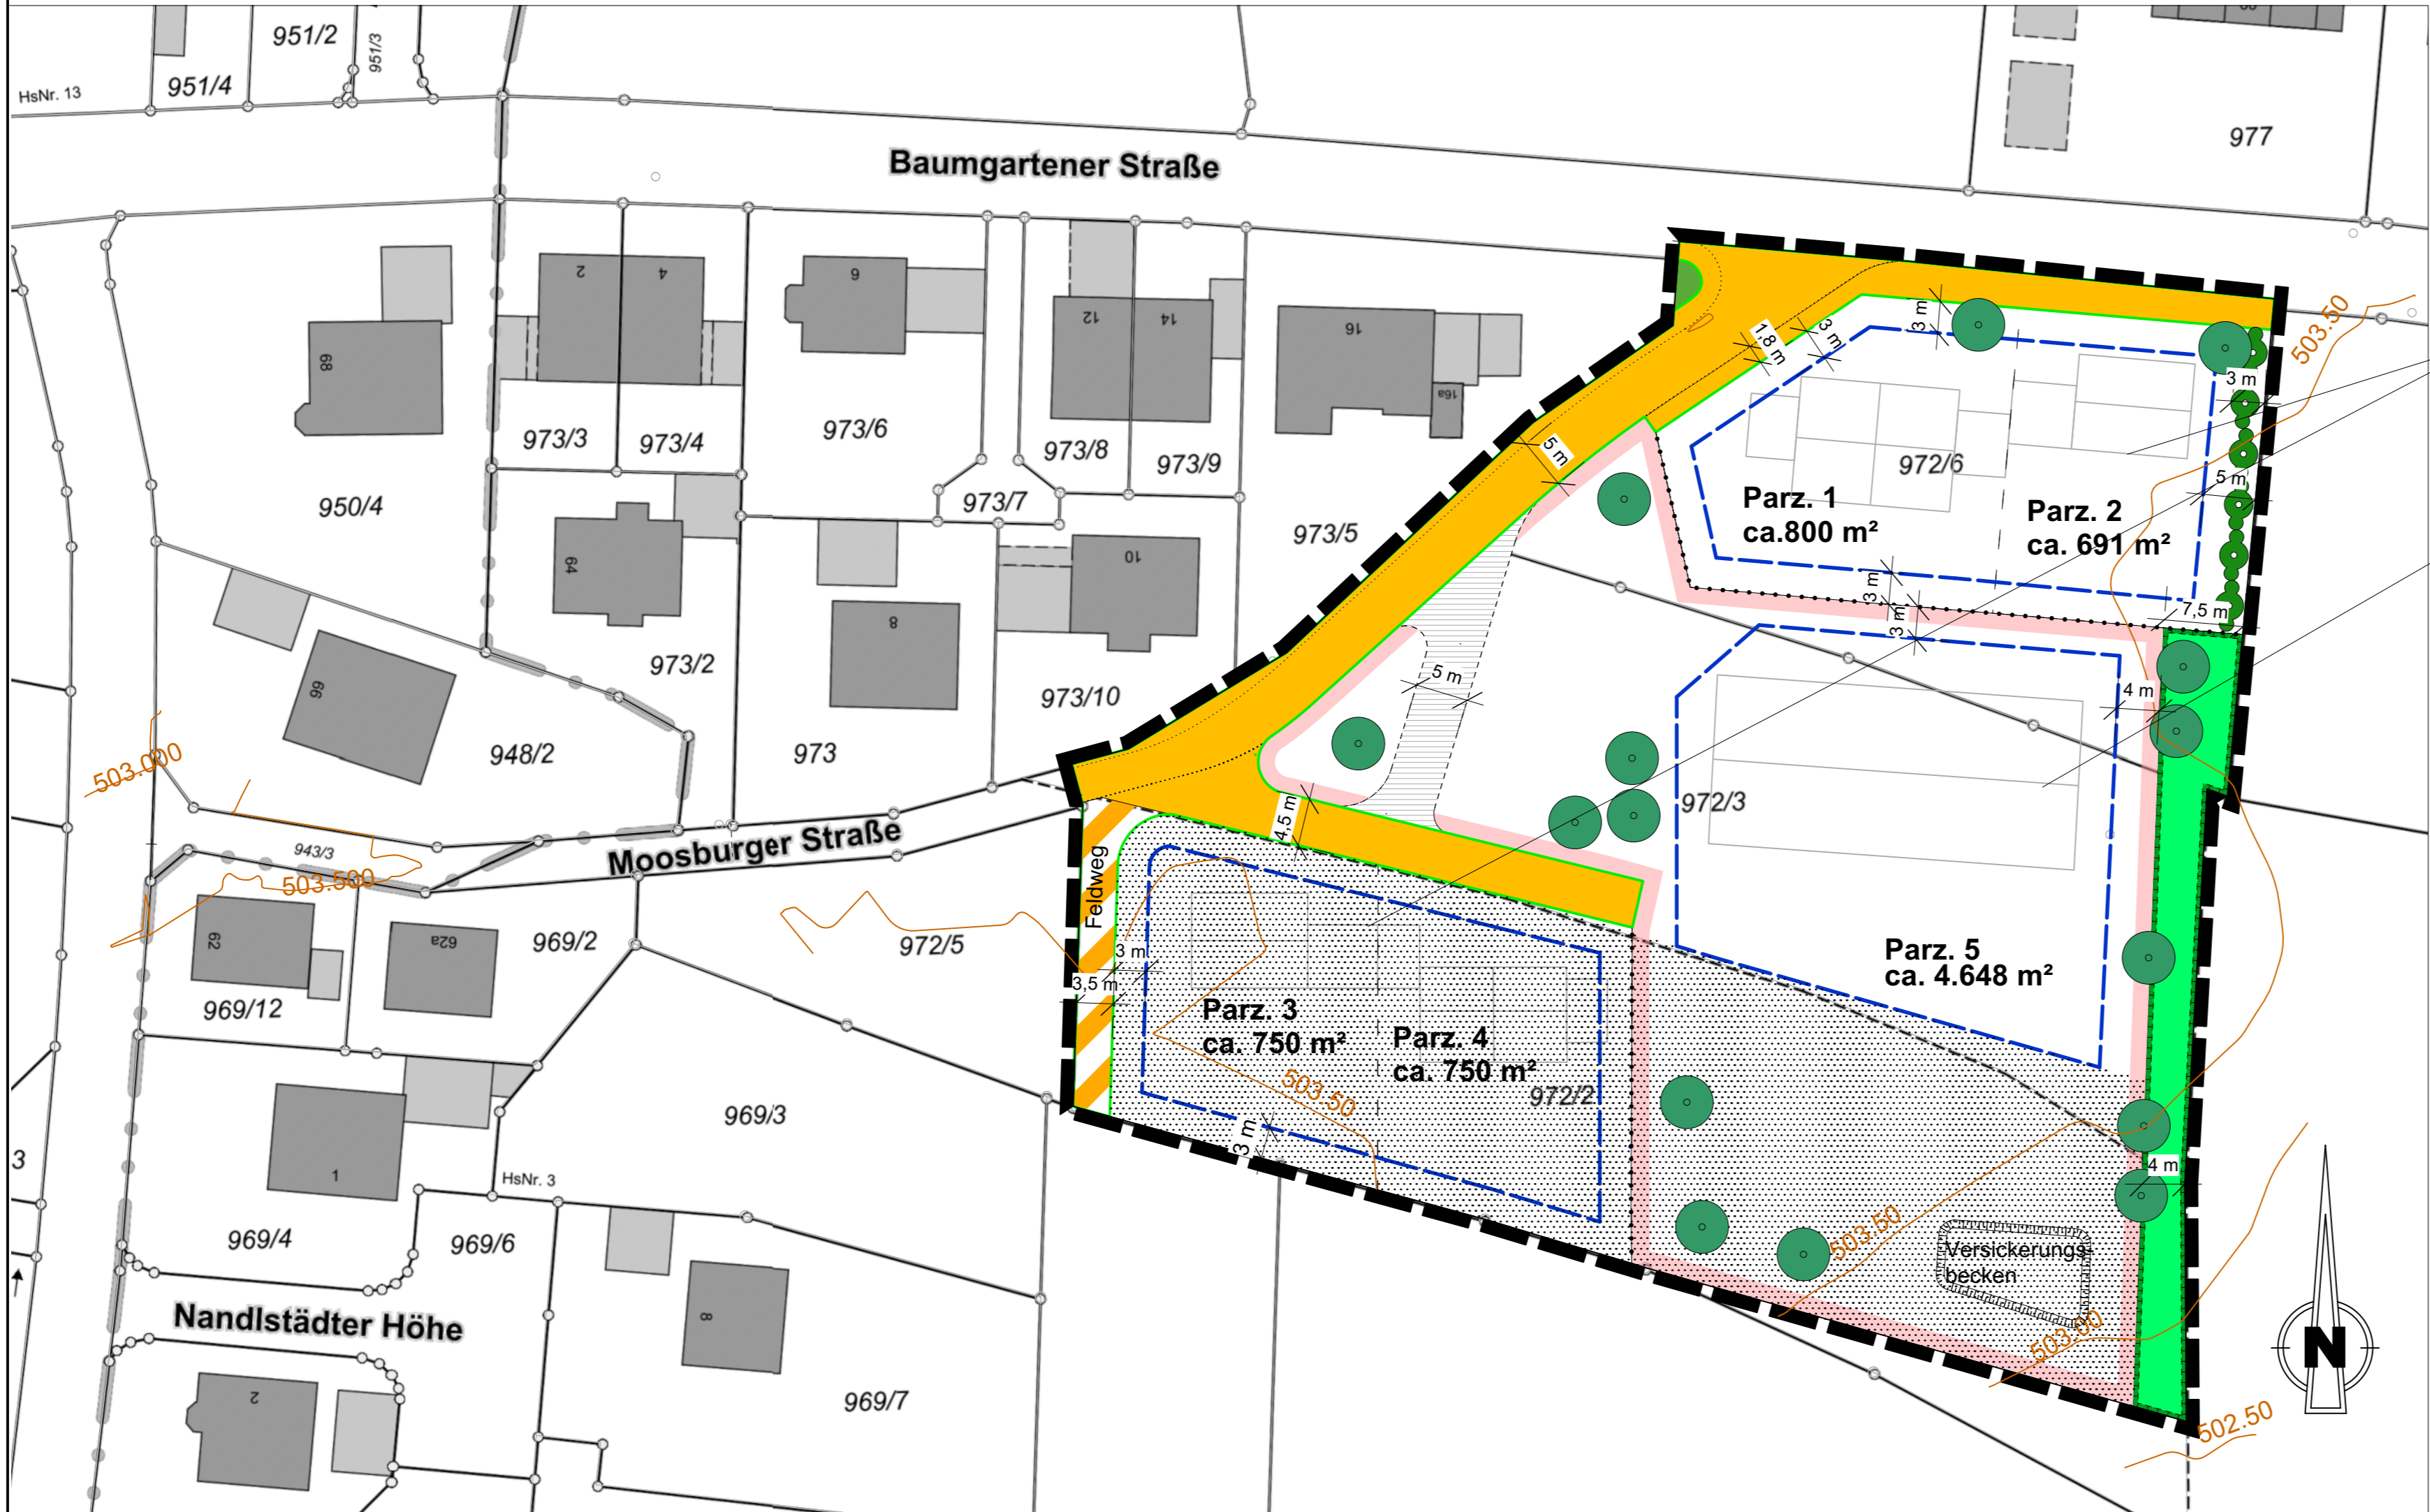 951/2
951/3
951/4
HsNr. 13
977
Baumgartener Straße
2
4
6
12
14
16
16a
68
973/3
973/4
973/6
973/8
973/9
973/7
950/4
973/5
64
10
8
66
973/2
973/10
948/2
973
503.000
943/3
503.500
Moosburger Straße
62
62a
969/2
969/12
972/5
Feldweg
969/3
1
HsNr. 3
969/4
969/6
8
Nandlstädter Höhe
2
969/7
3
503.50
1,8 m
3 m
3 m
3 m
5 m
5 m
972/6
Parz. 1
ca.800 m²
Parz. 2
ca. 691 m²
3 m
3 m
7,5 m
5 m
4 m
972/3
4,5 m
3 m
3,5 m
Parz. 3
ca. 750 m²
Parz. 4
ca. 750 m²
972/2
503.50
3 m
Parz. 5
ca. 4.648 m²
4 m
503.50
Versickerungs-
becken
503.00
502.50
N